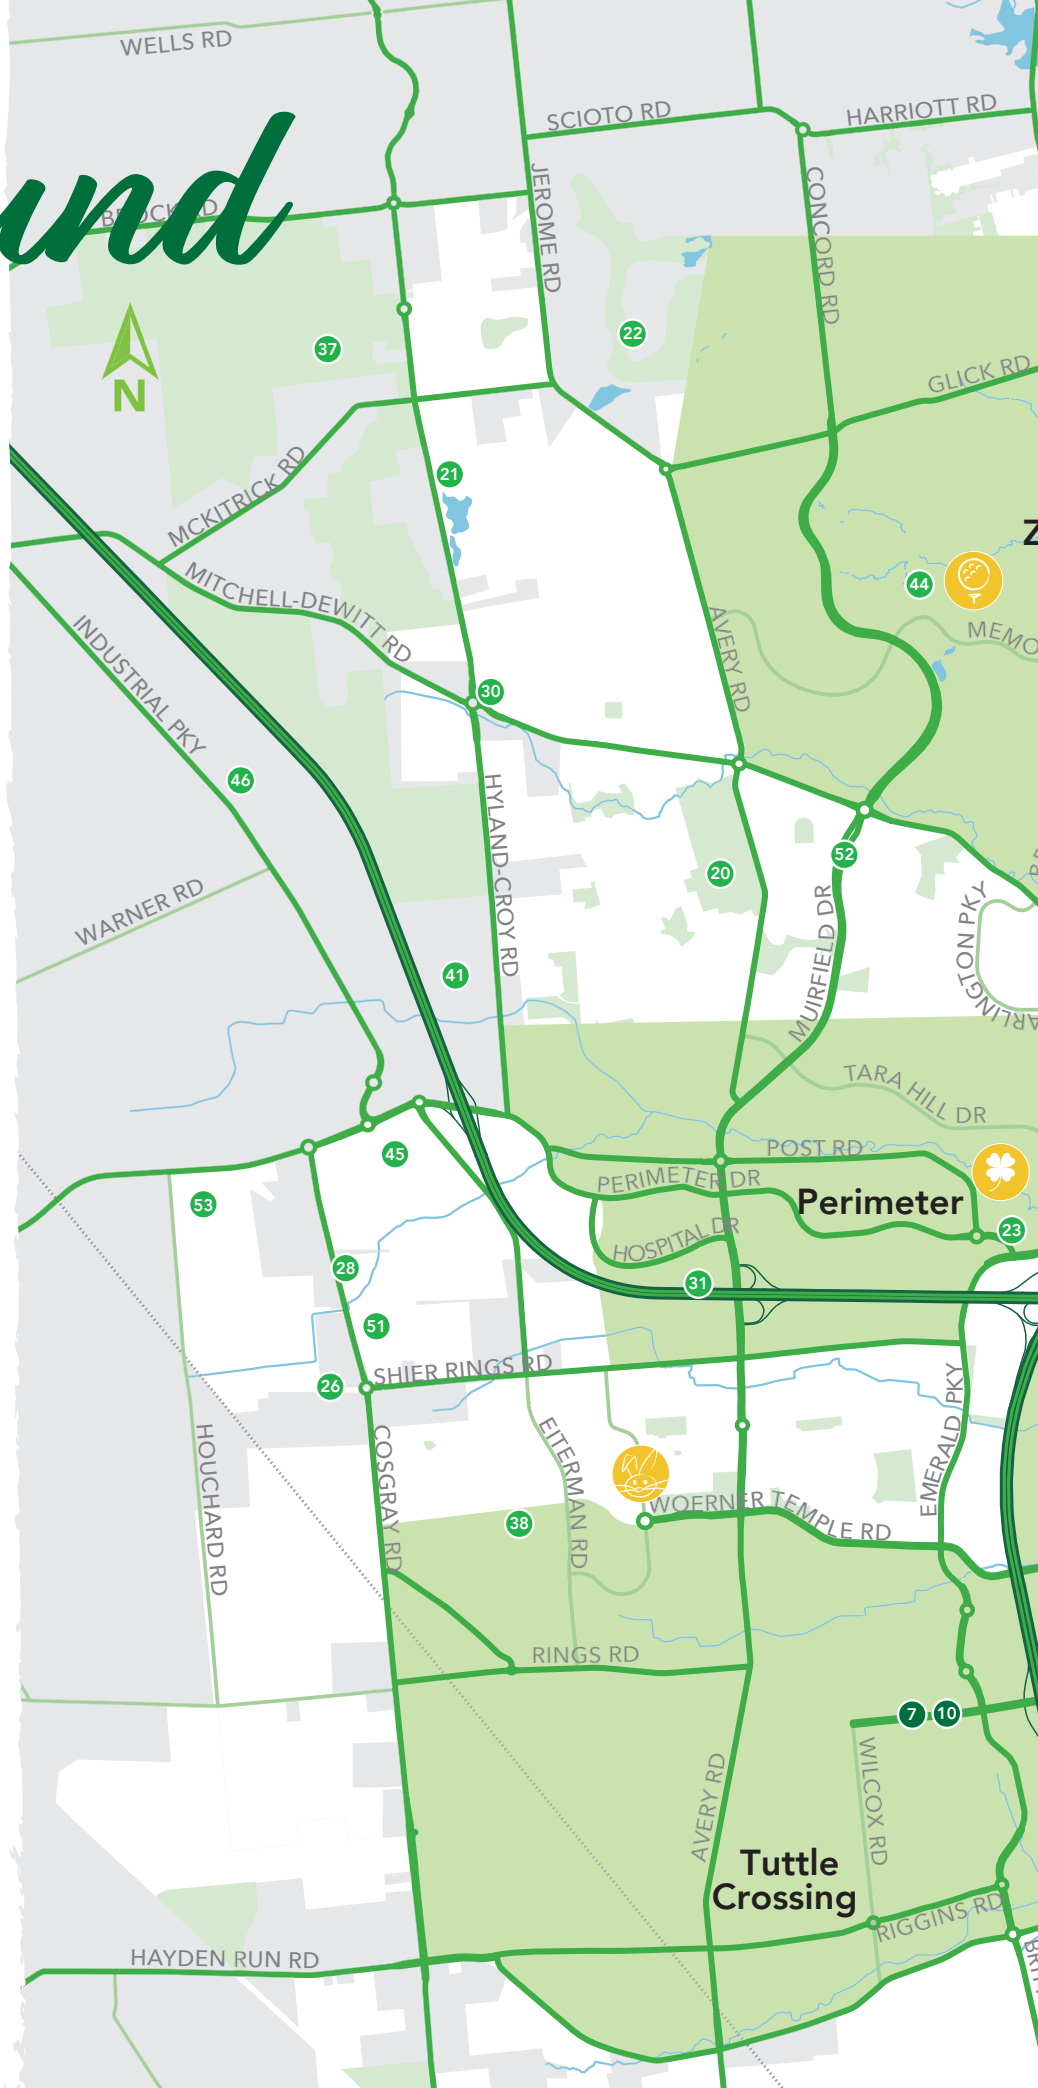 WELLS RD
SCIOTO RD
HARRIOTT RD
und
JEROME RD
CONCORD RD
22
37
N
GLICK RD
21
MCKITRICK RD
44
MITCHELL-DEWITT RD
INDUSTRIAL PKY
AVERY RD
30
46
HYLAND-CROY RD
52
20
MUIRFIELD DR
WARNER RD
41
TARA HILL DR
45
POST RD
PERIMETER DR
Perimeter
53
HOSPITAL DR
23
28
31
51
SHIER RINGS RD
26
HOUCHARD RD
COSGRAY RD
EITERMAN RD
EMERALD PKY
38
WOERNER TEMPLE RD
RINGS RD
7
10
WILCOX RD
AVERY RD
Tuttle
Crossing
RIGGINS RD
HAYDEN RUN RD